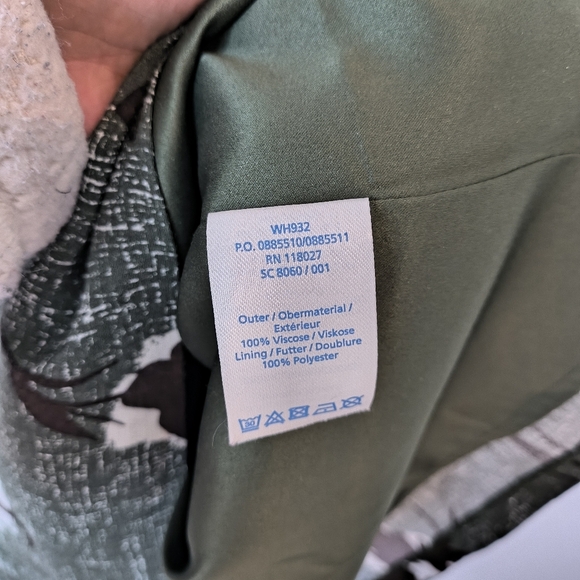 WH932
P.O. 0885510/0885511
RN 118027
SC 8060 / 001
Outer / Obermaterial /
Extérieur
100% Viscose / Viskose
Lining / Futter / Doublure
100% Polyester